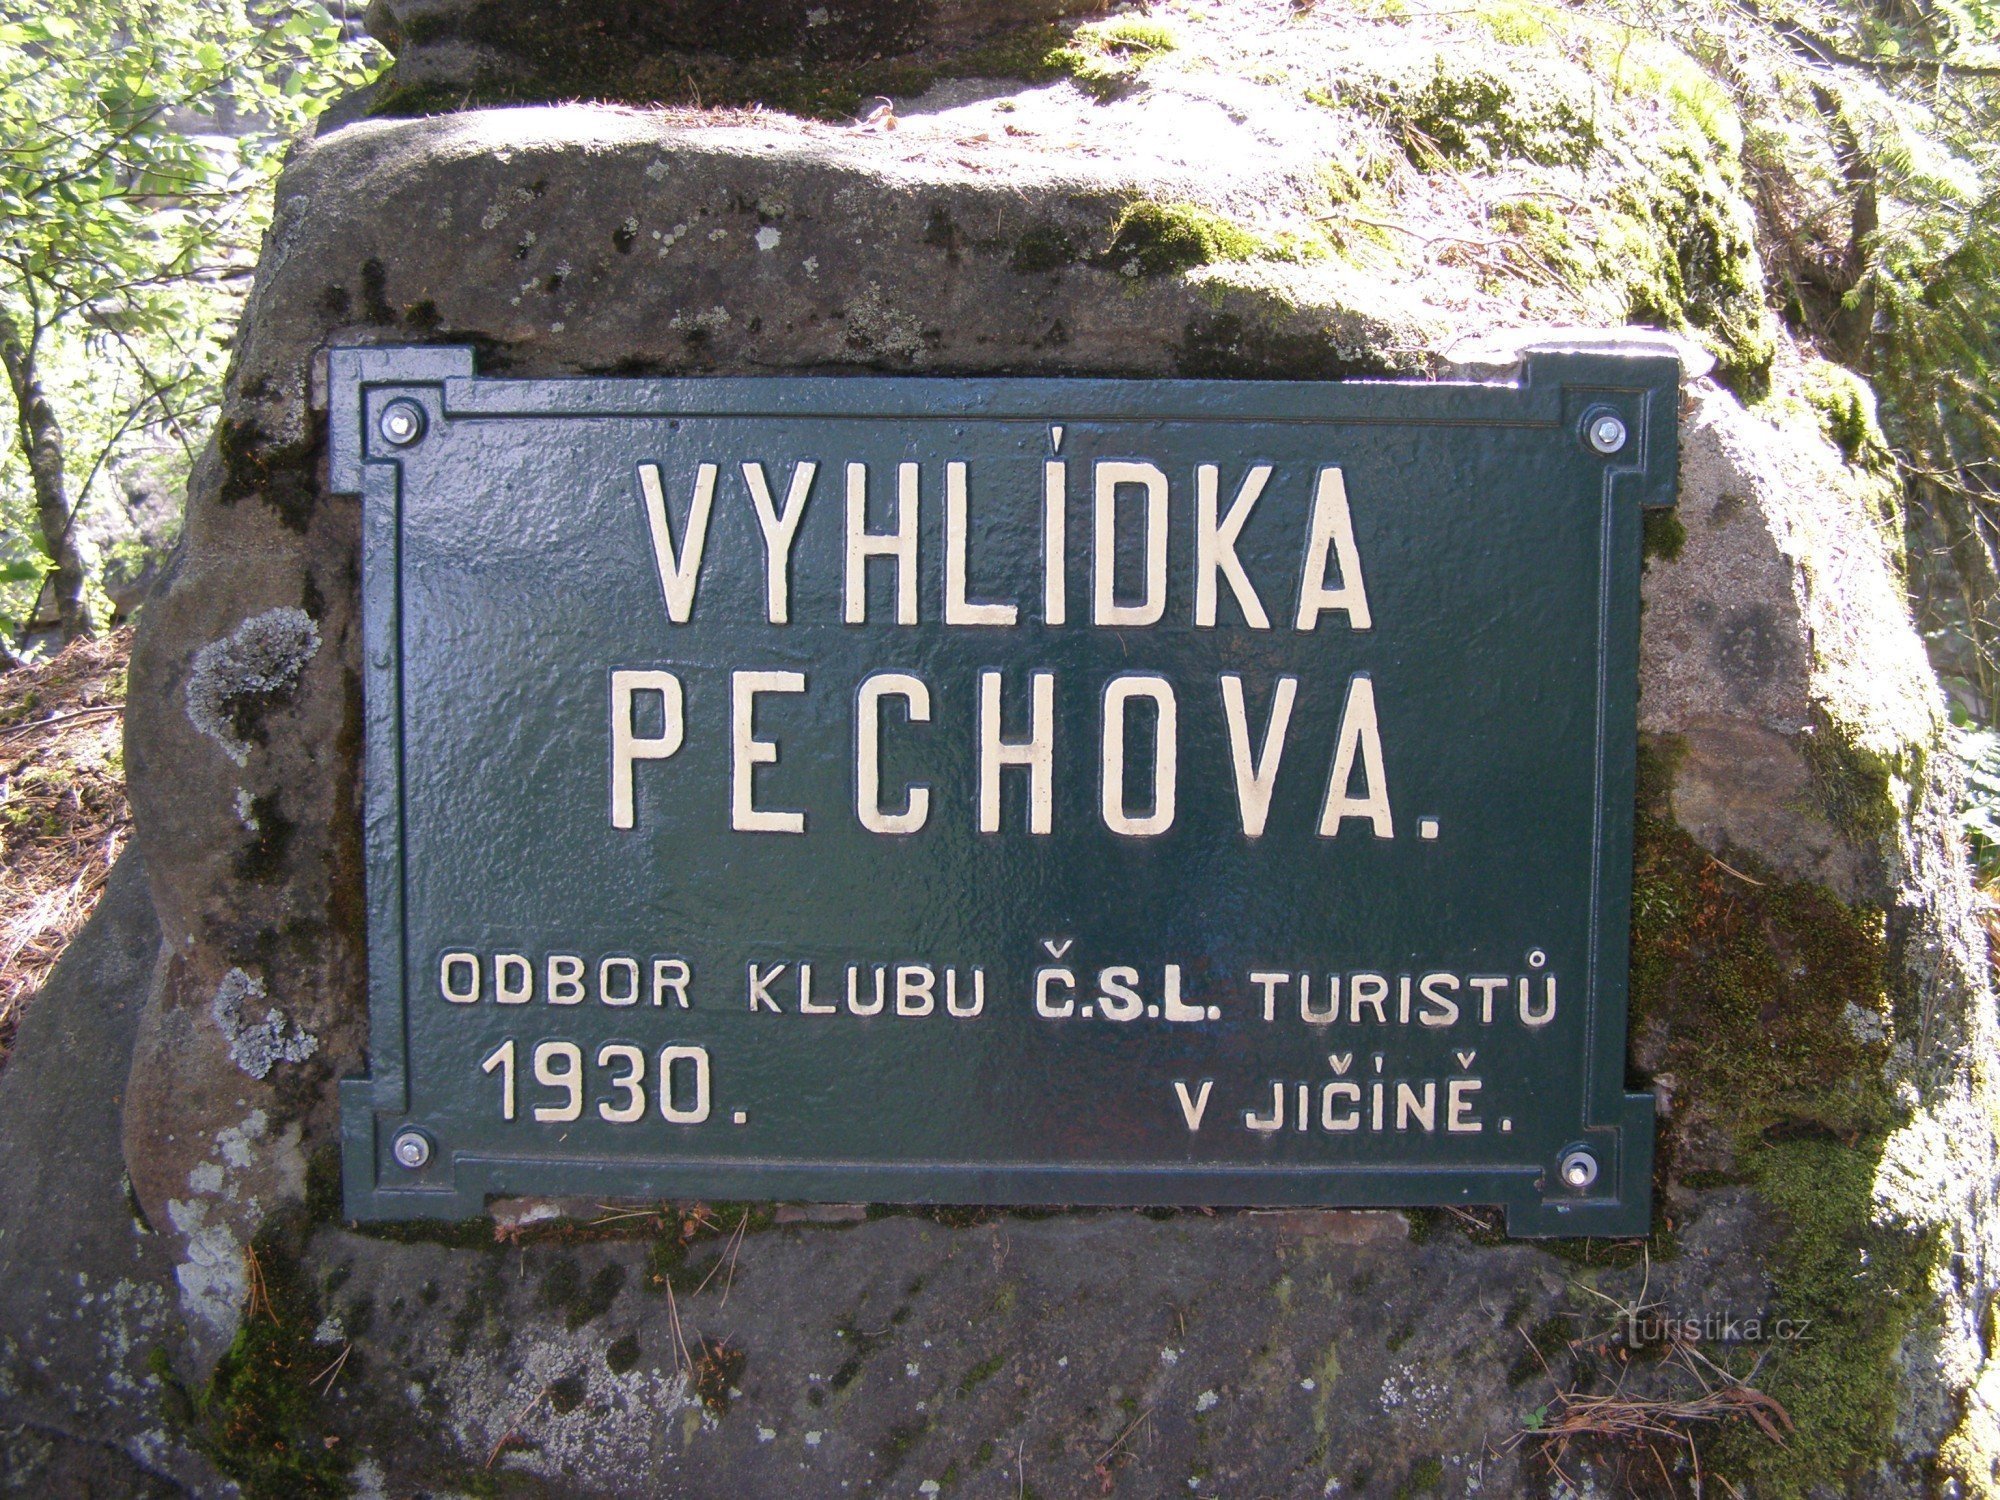 VYHLÍDKA
PECHOVA.
ODBOR KLUBU Č.S.L. TURISTŮ
1930. V JIČÍNĚ.
Turistika.cz